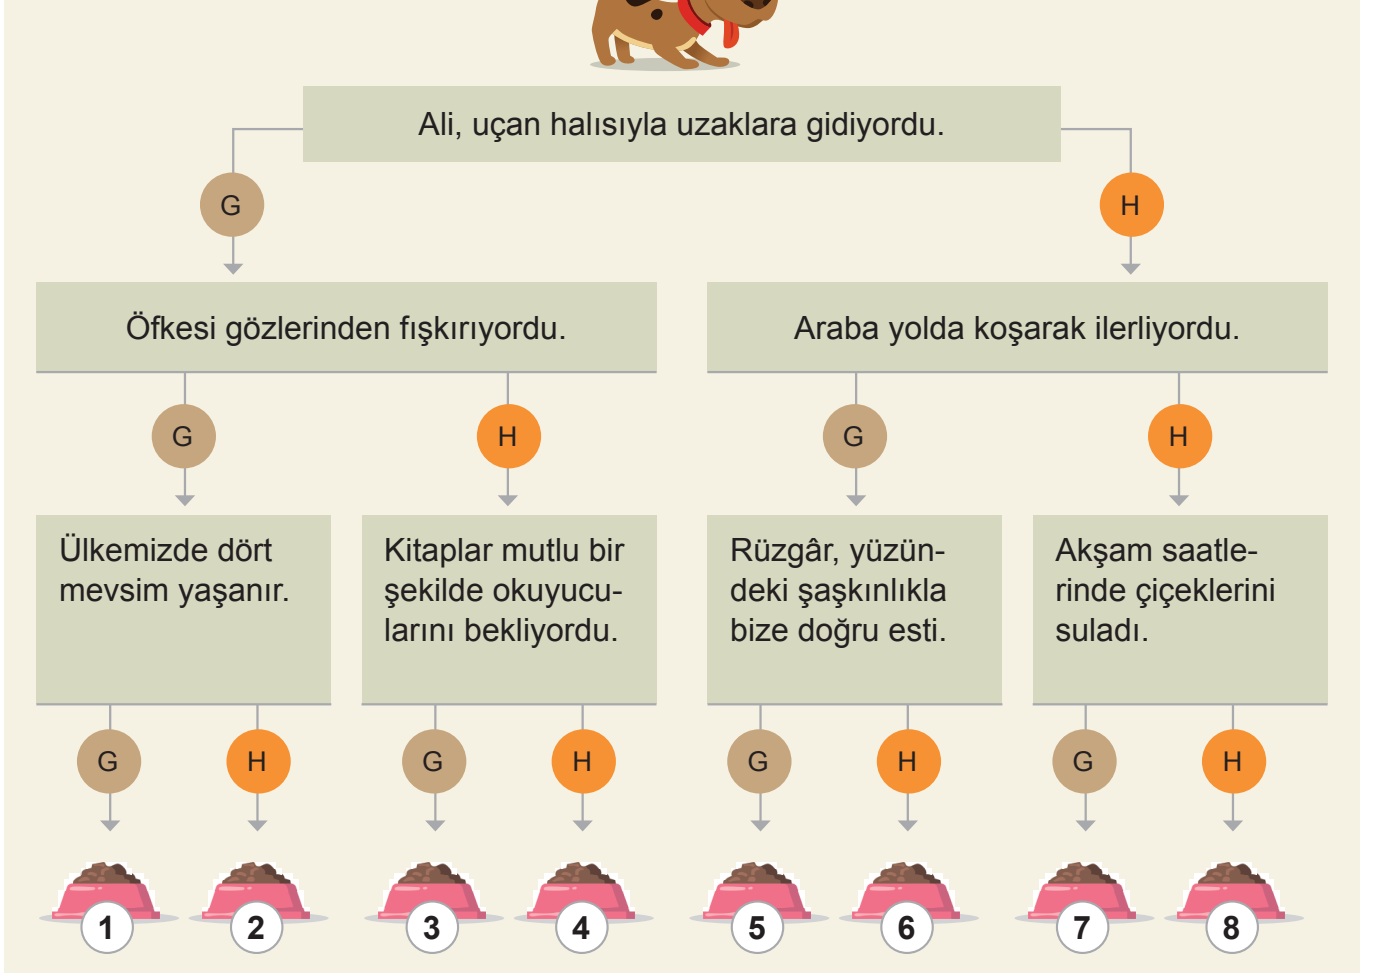 Ali, uçan halısıyla uzaklara gidiyordu.
G
H
Öfkesi gözlerinden fışkırıyordu.
Araba yolda koşarak ilerliyordu.
G
H
G
H
Ülkemizde dört
mevsim yaşanır.
Kitaplar mutlu bir
şekilde okuyucu-
larını bekliyordu.
Rüzgâr, yüzün-
deki şaşkınlıkla
bize doğru esti.
Akşam saatle-
rinde çiçeklerini
suladı.
G
H
G
H
G
H
G
H
1
2
3
4
5
6
7
8